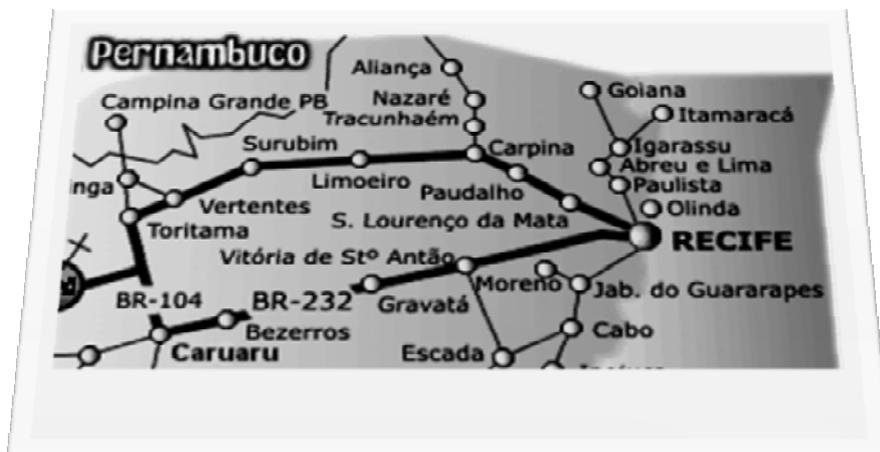 Pernambuco
Aliança
Goiana
Campina Grande PB
Nazaré
Itamaracá
Tracunhaém
Surubim
Carpina
Igarassu
Abreu e Lima
inga
Limoeiro
Paudalho
Paulista
Vertentes
Olinda
Toritama
S. Lourenço da Mata
RECIFE
Vitória de Stº Antão
Moreno
Jab. do Guararapes
BR-104
BR-232
Gravatá
Bezerros
Cabo
Caruaru
Escada